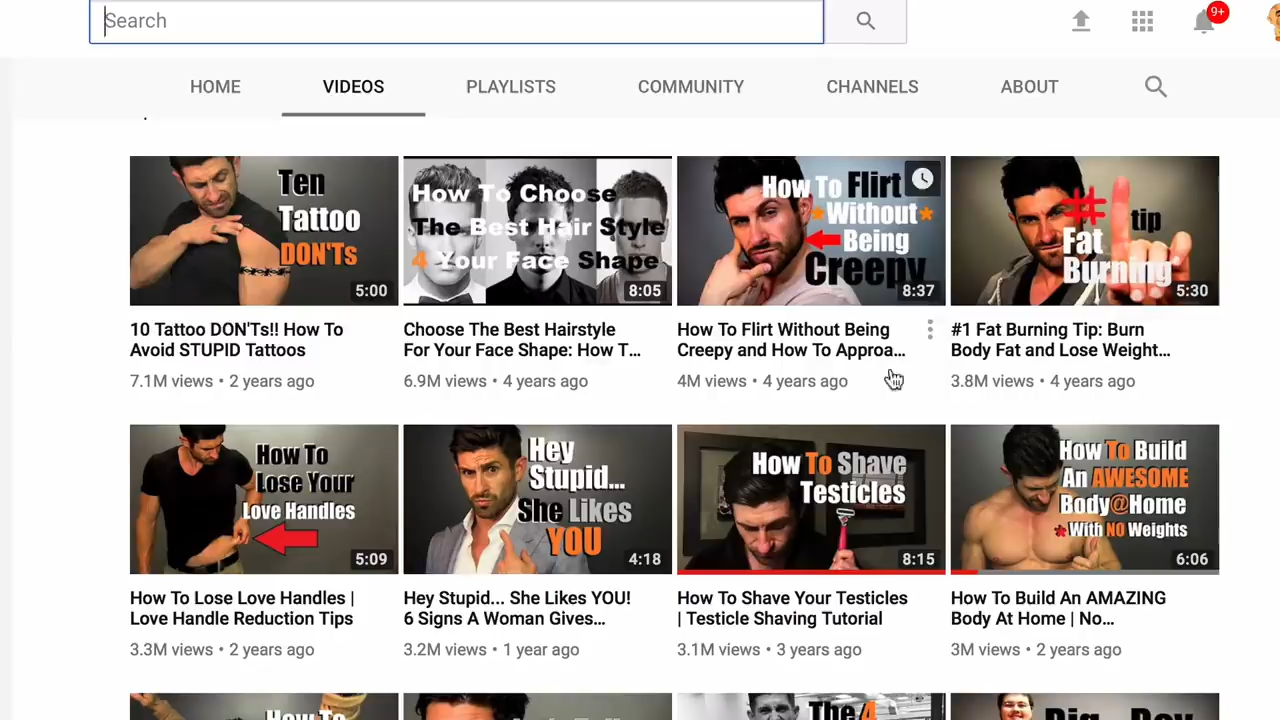 Search
9+
HOME
VIDEOS
PLAYLISTS
COMMUNITY
CHANNELS
ABOUT
Ten
Tattoo
DON'Ts
5:00
How To Choose
The Best Hair Style
4 Your Face Shape
8:05
How To Flirt
*Without*
Being
Creepy
8:37
# tip
Fat
Burning
5:30
10 Tattoo DON'Ts!! How To
Avoid STUPID Tattoos
7.1M views • 2 years ago
Choose The Best Hairstyle
For Your Face Shape: How T...
6.9M views • 4 years ago
How To Flirt Without Being
Creepy and How To Approa...
4M views • 4 years ago
#1 Fat Burning Tip: Burn
Body Fat and Lose Weight...
3.8M views • 4 years ago
How To
Lose Your
Love Handles
5:09
Hey
Stupid...
She Likes
YOU
4:18
How To Shave
Testicles
8:15
How To Build
An AWESOME
Body@Home
*With NO Weights
6:06
How To Lose Love Handles |
Love Handle Reduction Tips
3.3M views • 2 years ago
Hey Stupid... She Likes YOU!
6 Signs A Woman Gives...
3.2M views • 1 year ago
How To Shave Your Testicles
| Testicle Shaving Tutorial
3.1M views • 3 years ago
How To Build An AMAZING
Body At Home | No...
3M views • 2 years ago
How To
The 4